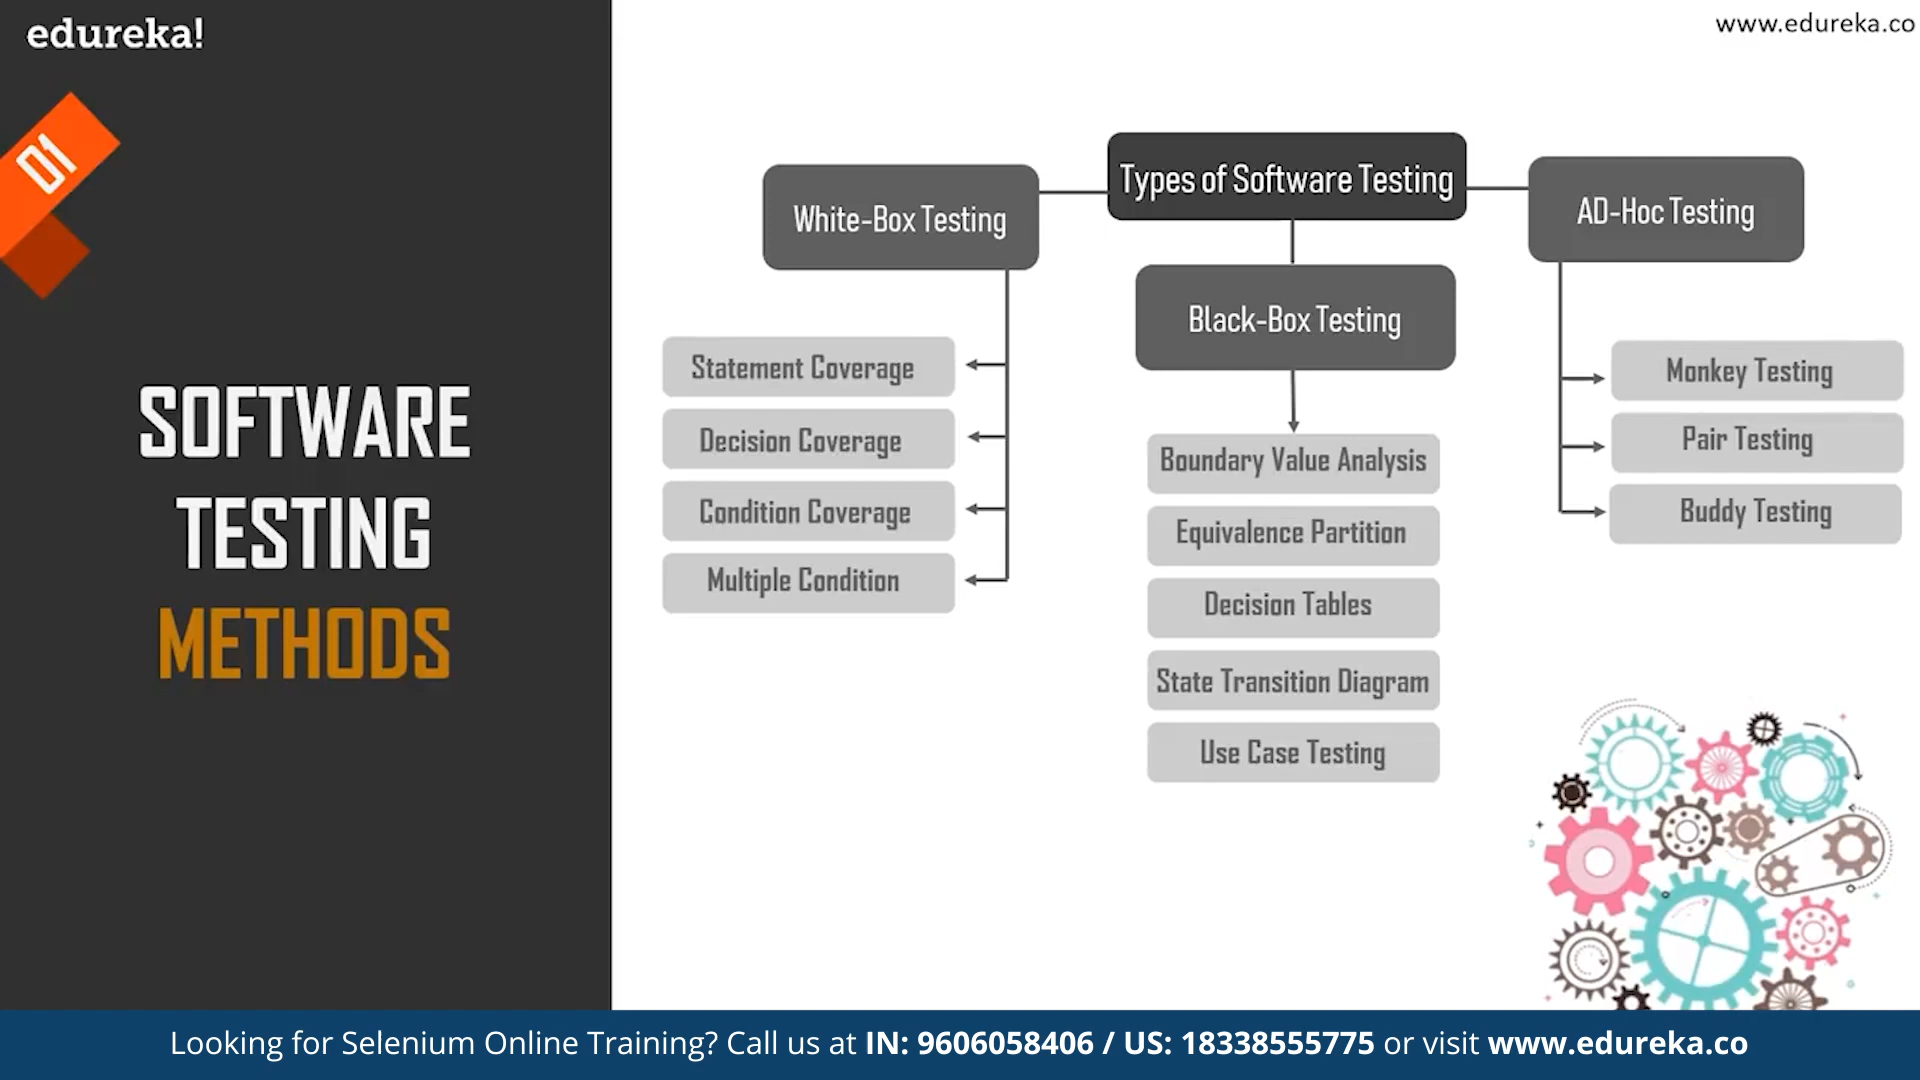 edureka!
www.edureka.co
01
SOFTWARE
TESTING
METHODS
Types of Software Testing
White-Box Testing
Statement Coverage
Decision Coverage
Condition Coverage
Multiple Condition
Black-Box Testing
Boundary Value Analysis
Equivalence Partition
Decision Tables
State Transition Diagram
Use Case Testing
AD-Hoc Testing
Monkey Testing
Pair Testing
Buddy Testing
Looking for Selenium Online Training? Call us at IN: 9606058406 / US: 18338555775 or visit www.edureka.co